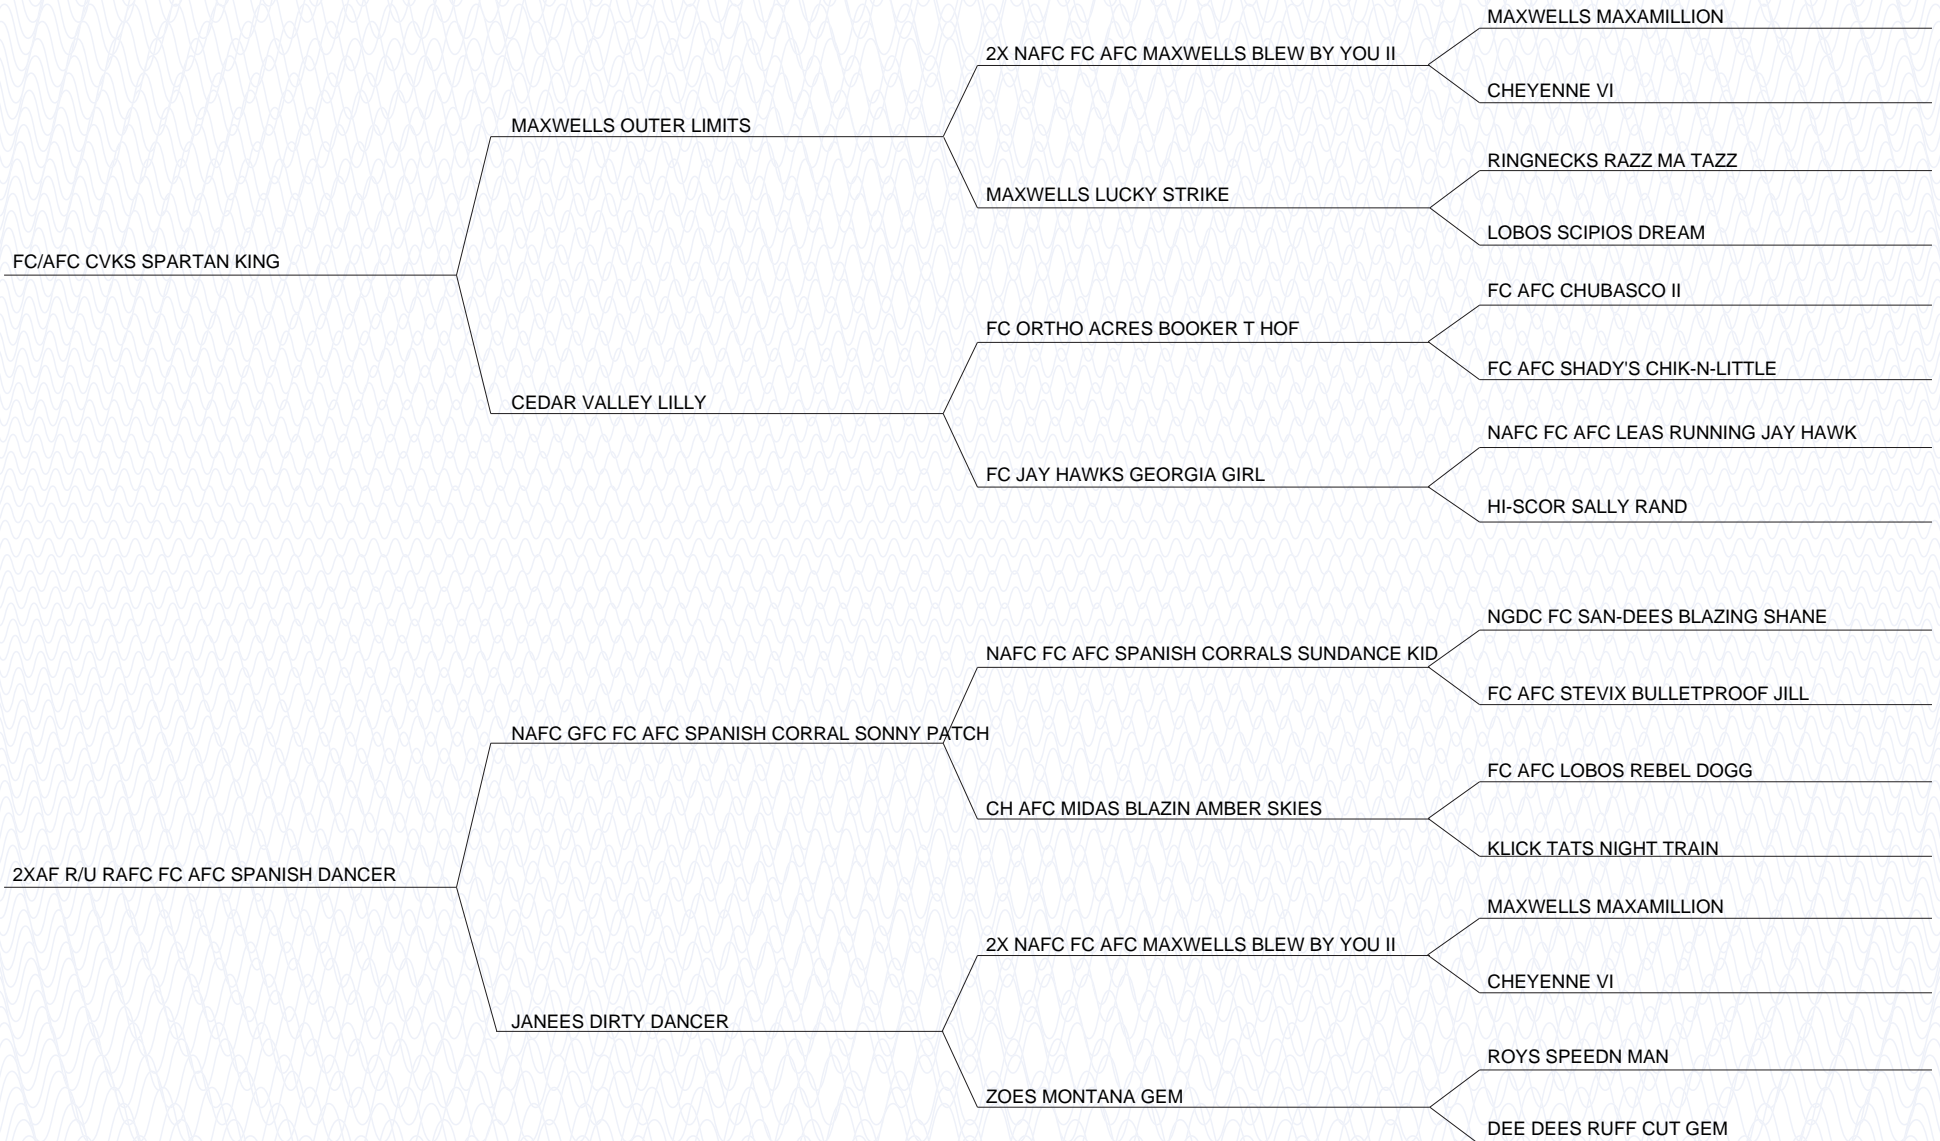 MAXWELLS MAXAMILLION
2X NAFC FC AFC MAXWELLS BLEW BY YOU II
CHEYENNE VI
MAXWELLS OUTER LIMITS
RINGNECKS RAZZ MA TAZZ
MAXWELLS LUCKY STRIKE
LOBOS SCIPIOS DREAM
FC/AFC CVKS SPARTAN KING
FC AFC CHUBASCO II
FC ORTHO ACRES BOOKER T HOF
FC AFC SHADY'S CHIK-N-LITTLE
CEDAR VALLEY LILLY
NAFC FC AFC LEAS RUNNING JAY HAWK
FC JAY HAWKS GEORGIA GIRL
HI-SCOR SALLY RAND
NGDC FC SAN-DEES BLAZING SHANE
NAFC FC AFC SPANISH CORRALS SUNDANCE KID
FC AFC STEVIX BULLETPROOF JILL
NAFC GFC FC AFC SPANISH CORRAL SONNY PATCH
FC AFC LOBOS REBEL DOGG
CH AFC MIDAS BLAZIN AMBER SKIES
KLICK TATS NIGHT TRAIN
2XAF R/U RAFC FC AFC SPANISH DANCER
MAXWELLS MAXAMILLION
2X NAFC FC AFC MAXWELLS BLEW BY YOU II
CHEYENNE VI
JANEES DIRTY DANCER
ROYS SPEEDN MAN
ZOES MONTANA GEM
DEE DEES RUFF CUT GEM